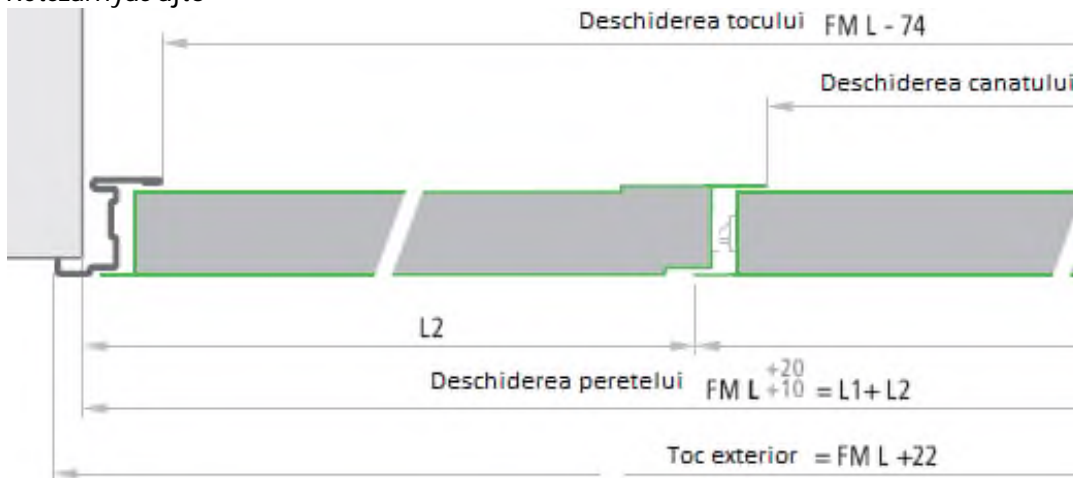 Deschiderea tocului FM L - 74
Deschiderea canatului
L2
Deschiderea peretelui FM L +20 +10 = L1+ L2
Toc exterior = FM L +22